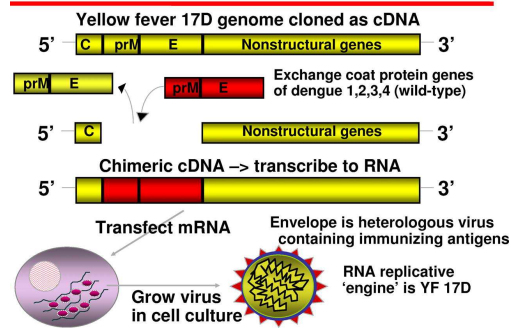 Yellow fever 17D genome cloned as cDNA
5’ C prM E Nonstructural genes 3’
prM E prM E
Exchange coat protein genes
of dengue 1,2,3,4 (wild-type)
5’ C Nonstructural genes 3’
Chimeric cDNA –> transcribe to RNA
5’ 3’
Transfect mRNA
Envelope is heterologous virus
containing immunizing antigens
RNA replicative
‘engine’ is YF 17D
Grow virus
in cell culture